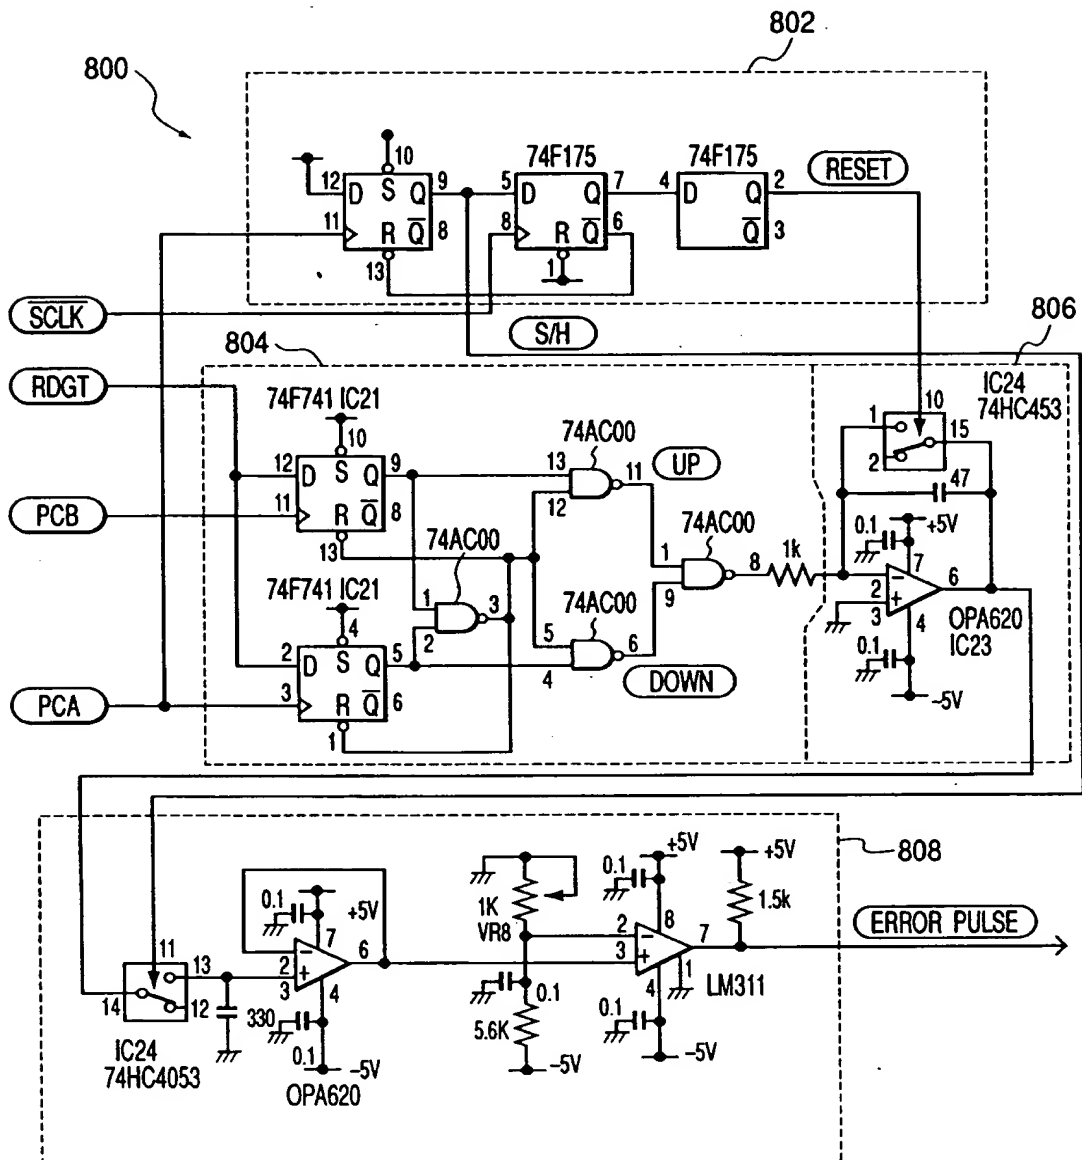 802
800
74F175
74F175
RESET
10
12 D S Q 9
5 D Q 7
4 D Q 2
11 R Q̅ 8
8 R Q̅ 6
Q̅ 3
13
1
S̅C̅L̅K̅
S/H
806
804
RDGT
74F741 IC21
IC24
74HC453
10
74AC00
UP
1
10
15
2
12 D S Q 9
13
11
12
PCB
11 R Q̅ 8
47
13
74AC00
74AC00
0.1
+5V
1
8
1k
7
74F741 IC21
1
3
2
9
2
−
6
3
+
4
74AC00
OPA620
IC23
4
5
6
4
0.1
2 D S Q 5
DOWN
PCA
3 R Q̅ 6
-5V
1
808
+5V
+5V
0.1
0.1
+5V
1K
VR8
8
1.5k
ERROR PULSE
7
6
2
−
7
11
13
2
−
3
+
1
14
12
3
+
4
0.1
4
LM311
330
0.1
5.6K
0.1
IC24
74HC4053
-5V
-5V
-5V
OPA620